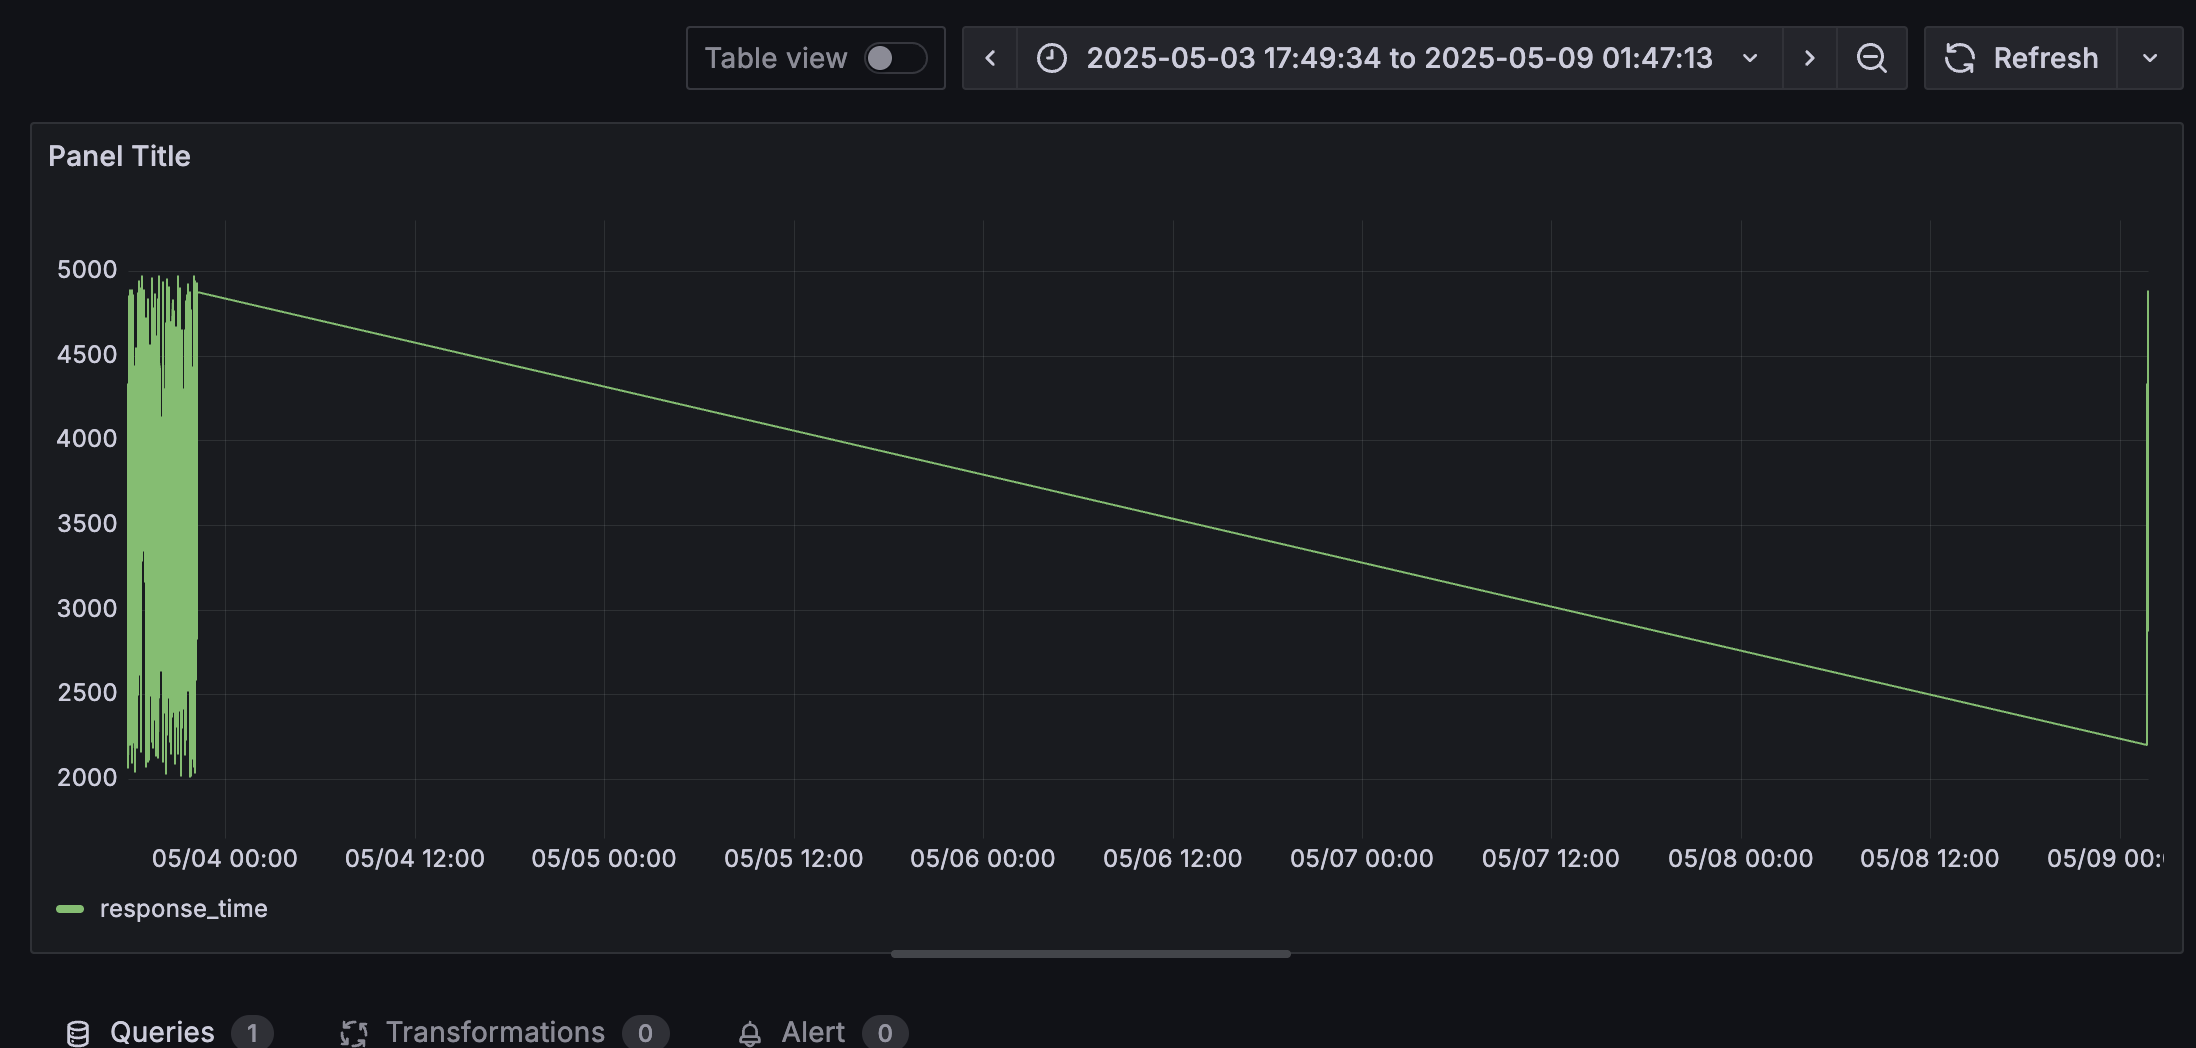 Table view
2025-05-03 17:49:34 to 2025-05-09 01:47:13
Refresh
Panel Title
5000
4500
4000
3500
3000
2500
2000
05/04 00:00 05/04 12:00 05/05 00:00 05/05 12:00 05/06 00:00 05/06 12:00 05/07 00:00 05/07 12:00 05/08 00:00 05/08 12:00 05/09 00:
response_time
Queries 1 Transformations 0 Alert 0